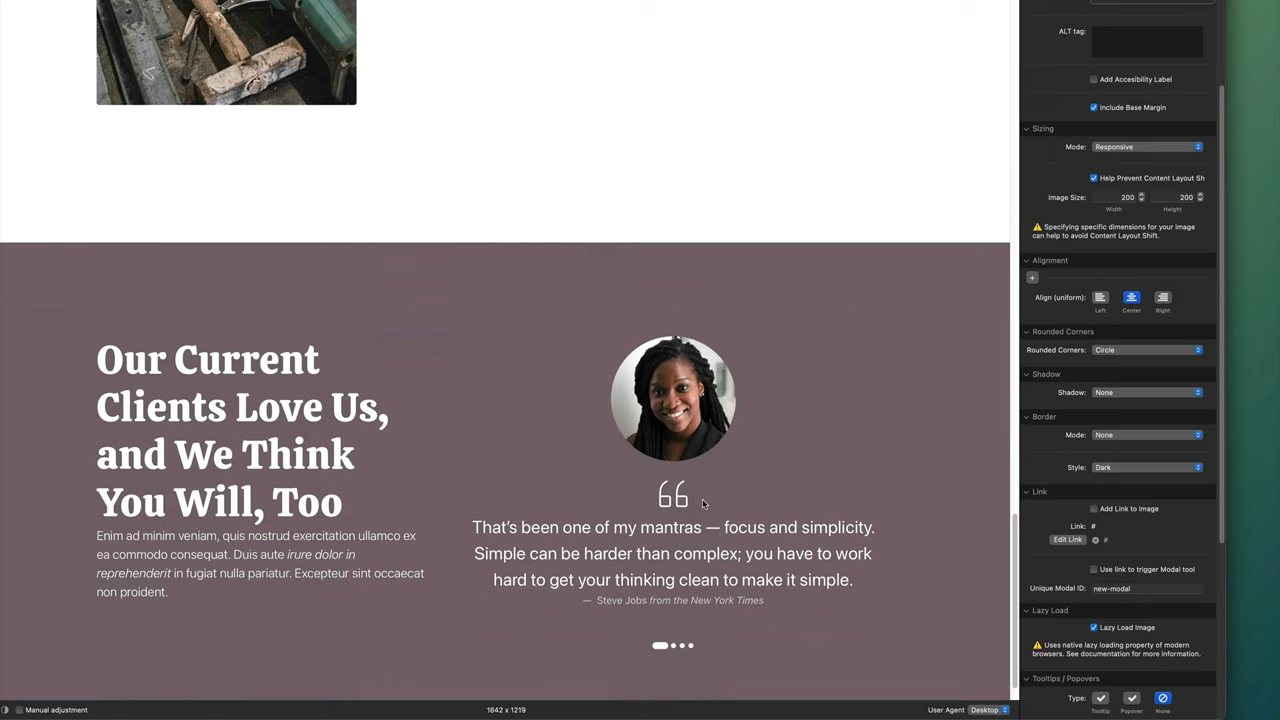 Our Current
Clients Love Us,
and We Think
You Will, Too
Enim ad minim veniam, quis nostrud exercitation ullamco ex
ea commodo consequat. Duis aute irure dolor in
reprehenderit in fugiat nulla pariatur. Excepteur sint occaecat
non proident.
That’s been one of my mantras — focus and simplicity.
Simple can be harder than complex; you have to work
hard to get your thinking clean to make it simple.
— Steve Jobs from the New York Times
Manual adjustment
1642 x 1219
User Agent Desktop
ALT tag:
Add Accesibility Label
Include Base Margin
Sizing
Mode: Responsive
Help Prevent Content Layout Sh
Image Size: 200 200
Width Height
⚠️ Specifying specific dimensions for your image
can help to avoid Content Layout Shift.
Alignment
+
Align (uniform):
Left Center Right
Rounded Corners
Rounded Corners: Circle
Shadow
Shadow: None
Border
Mode: None
Style: Dark
Link
Add Link to Image
Link: #
Edit Link #
Use link to trigger Modal tool
Unique Modal ID: new-modal
Lazy Load
Lazy Load Image
⚠️ Uses native lazy loading property of modern
browsers. See documentation for more information.
Tooltips / Popovers
Type:
Tooltip Popover None